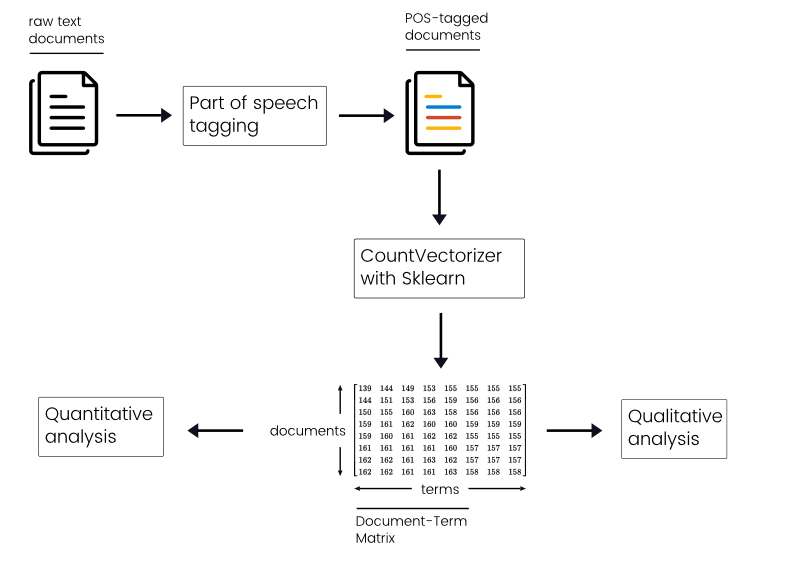 raw text
documents
POS-tagged
documents
Part of speech
tagging
CountVectorizer
with Sklearn
139 144 149 153 155 155 155 155
144 151 153 156 159 156 156 156
150 155 160 163 158 156 156 156
159 161 162 160 160 159 159 159
159 160 161 162 162 155 155 155
161 161 161 161 160 157 157 157
162 162 161 163 162 157 157 157
162 162 161 161 163 158 158 158
documents
terms
Document-Term
Matrix
Quantitative
analysis
Qualitative
analysis